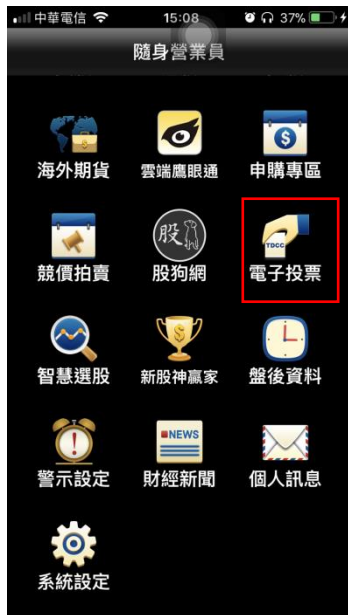 中華電信 15:08 37%
隨身營業員
海外期貨 雲端鷹眼通 申購專區
$
股
TDCC
競價拍賣 股狗網 電子投票
$
智慧選股 新股神贏家 盤後資料
NEWS
警示設定 財經新聞 個人訊息
系統設定